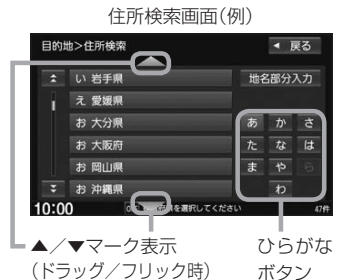 住所検索画面(例)
目的地>住所検索
◀ 戻る
い 岩手県
地名部分入力
え 愛媛県
お 大分県
あ か さ
お 大阪府
た な は
お 岡山県
ま や ら
お 沖縄県
わ
10:00
県を選択してください
47件
▲/▼マーク表示
(ドラッグ/フリック時)
ひらがな
ボタン